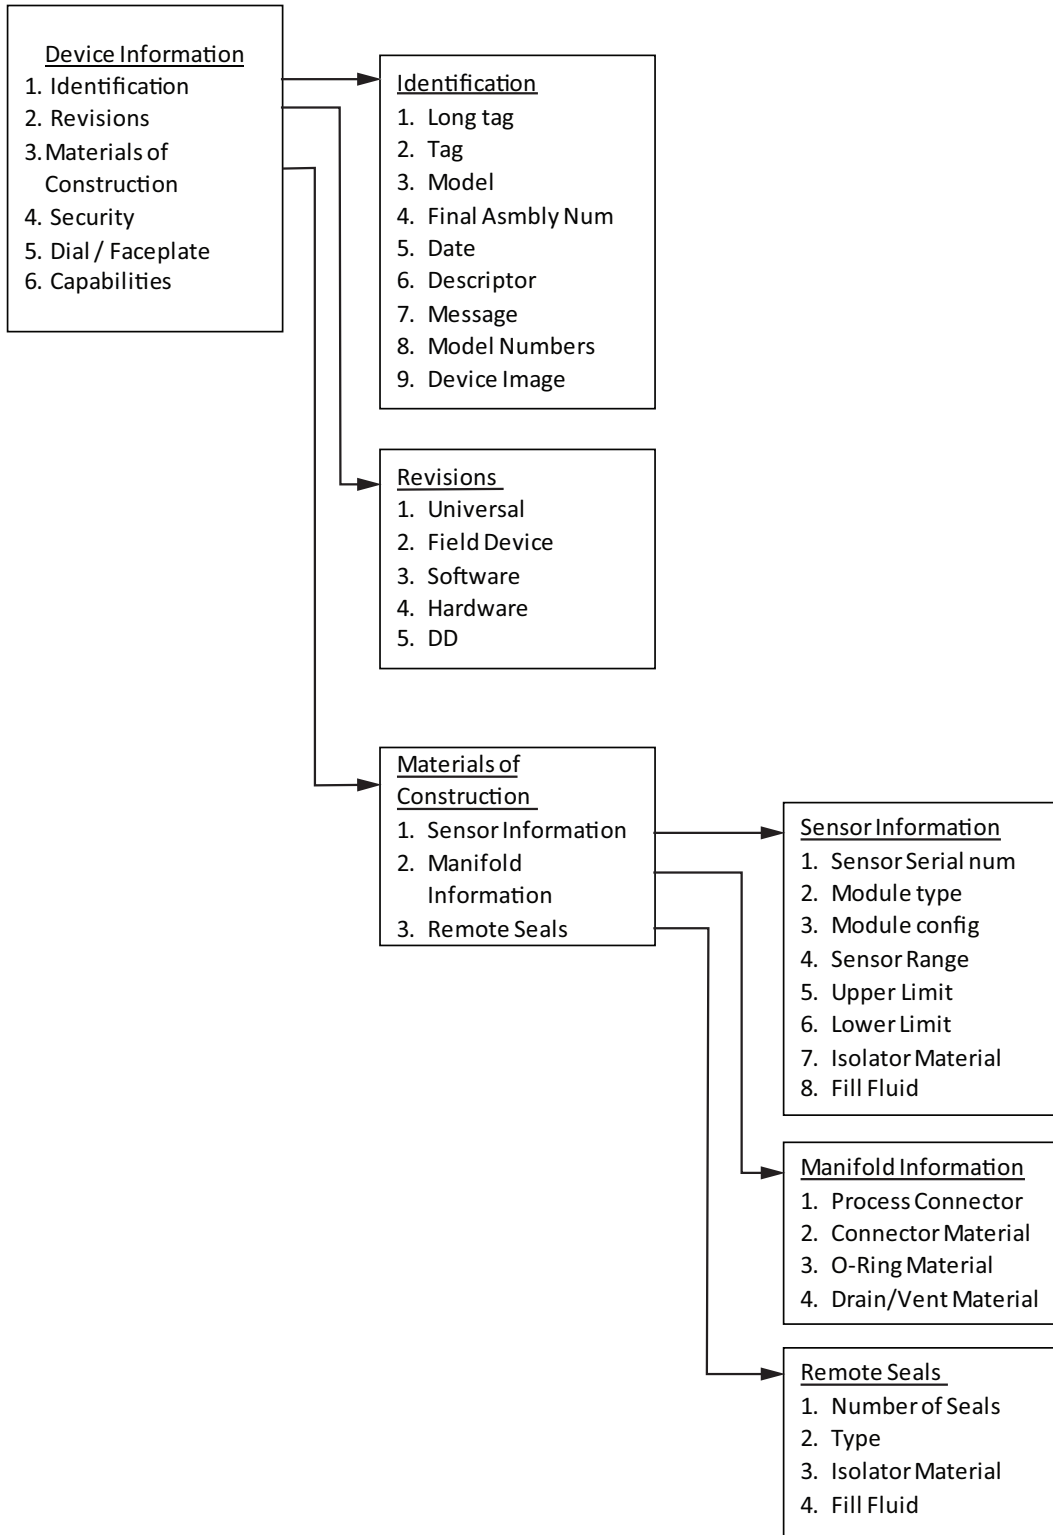 Device Information
1. Identification
2. Revisions
3. Materials of
Construction
4. Security
5. Dial / Faceplate
6. Capabilities
Identification
1. Long tag
2. Tag
3. Model
4. Final Asmbly Num
5. Date
6. Descriptor
7. Message
8. Model Numbers
9. Device Image
Revisions
1. Universal
2. Field Device
3. Software
4. Hardware
5. DD
Materials of
Construction
1. Sensor Information
2. Manifold
Information
3. Remote Seals
Sensor Information
1. Sensor Serial num
2. Module type
3. Module config
4. Sensor Range
5. Upper Limit
6. Lower Limit
7. Isolator Material
8. Fill Fluid
Manifold Information
1. Process Connector
2. Connector Material
3. O-Ring Material
4. Drain/Vent Material
Remote Seals
1. Number of Seals
2. Type
3. Isolator Material
4. Fill Fluid